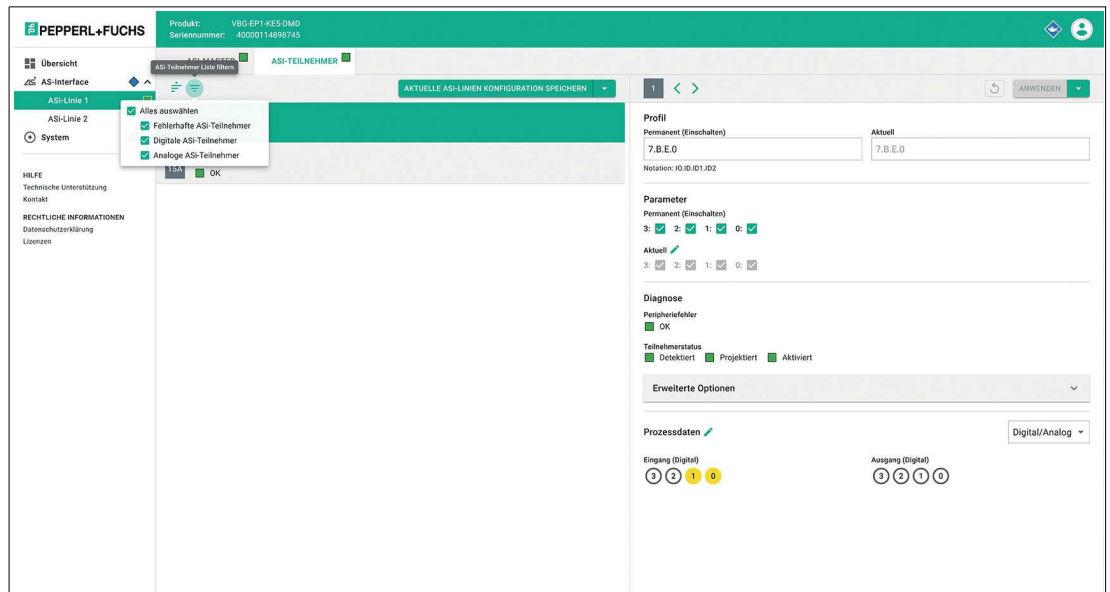 PEPPERL+FUCHS
Produkt: VBG-EP1-KE5-DMD
Seriennummer: 40000114898745
Übersicht
AS-Interface
ASi-Linie 1
ASi-Linie 2
System
HILFE
Technische Unterstützung
Kontakt
RECHTLICHE INFORMATIONEN
Datenschutzerklärung
Lizenzen
ASI-MASTER
ASI-TEILNEHMER
ASi-Teilnehmer Liste filtern
AKTUELLE ASI-LINIEN KONFIGURATION SPEICHERN
Alles auswählen
Fehlerhafte ASi-Teilnehmer
Digitale ASi-Teilnehmer
Analoge ASi-Teilnehmer
15A
OK
1
ANWENDEN
Profil
Permanent (Einschalten) Aktuell
7.B.E.0 7.B.E.0
Notation: IO.ID.ID1.ID2
Parameter
Permanent (Einschalten)
3: 2: 1: 0:
Aktuell
3: 2: 1: 0:
Diagnose
Peripheriefehler
OK
Teilnehmerstatus
Detektiert Projektiert Aktiviert
Erweiterte Optionen
Prozessdaten Digital/Analog
Eingang (Digital) Ausgang (Digital)
3 2 1 0 3 2 1 0